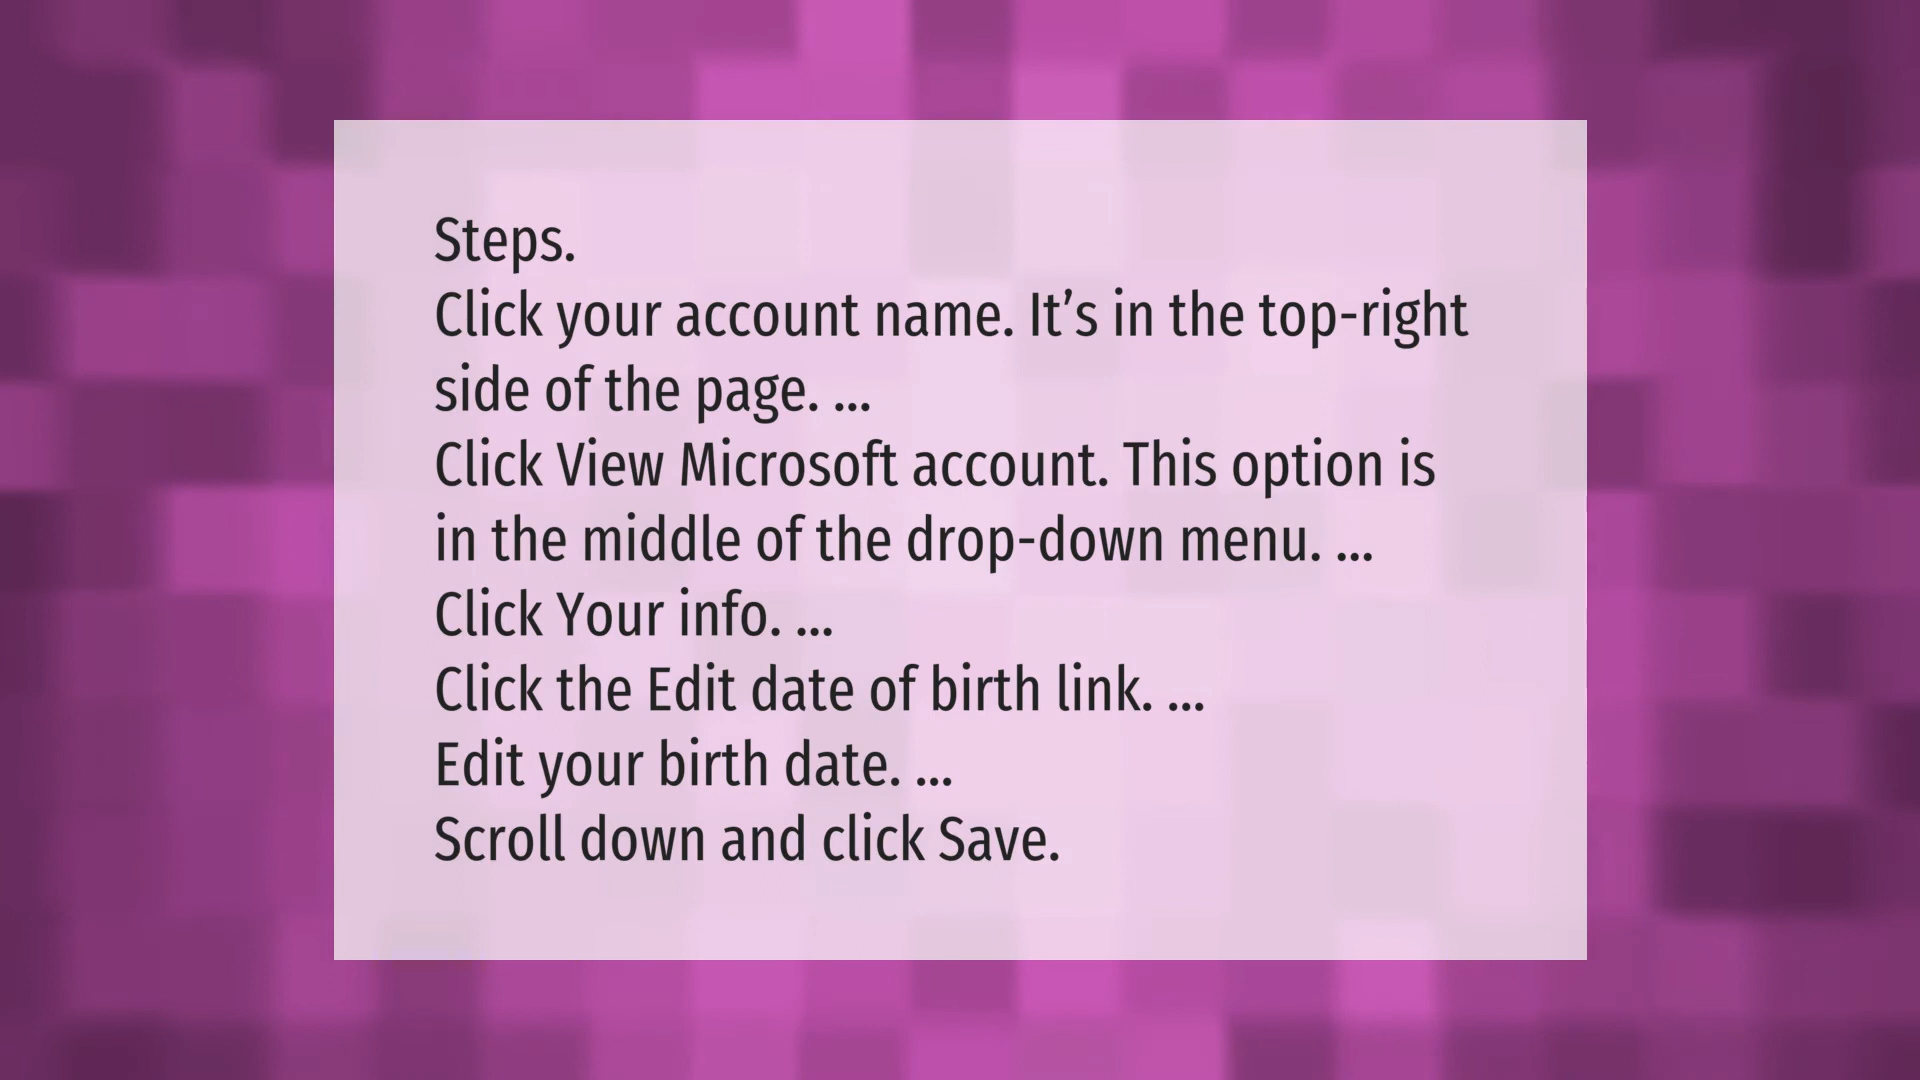 Steps.
Click your account name. It’s in the top-right
side of the page. ...
Click View Microsoft account. This option is
in the middle of the drop-down menu. ...
Click Your info. ...
Click the Edit date of birth link. ...
Edit your birth date. ...
Scroll down and click Save.